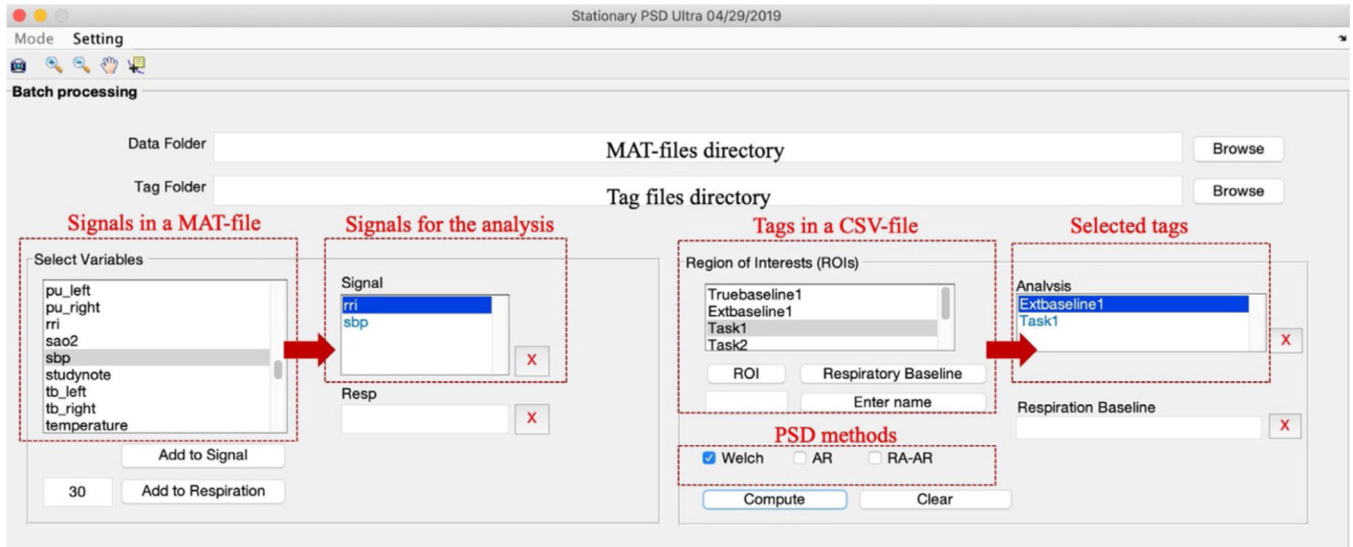 Stationary PSD Ultra 04/29/2019
Mode Setting
Batch processing
Data Folder MAT-files directory Browse
Tag Folder Tag files directory Browse
Signals in a MAT-file Signals for the analysis Tags in a CSV-file Selected tags
Select Variables
pu_left
pu_right
rri
sao2
sbp
studynote
tb_left
tb_right
temperature
Add to Signal
30 Add to Respiration
Signal
rri
sbp
X
Resp
X
Region of Interests (ROIs)
Truebaseline1
Extbaseline1
Task1
Task2
ROI Respiratory Baseline
Enter name
PSD methods
Welch AR RA-AR
Compute Clear
Analysis
Extbaseline1
Task1
X
Respiration Baseline
X